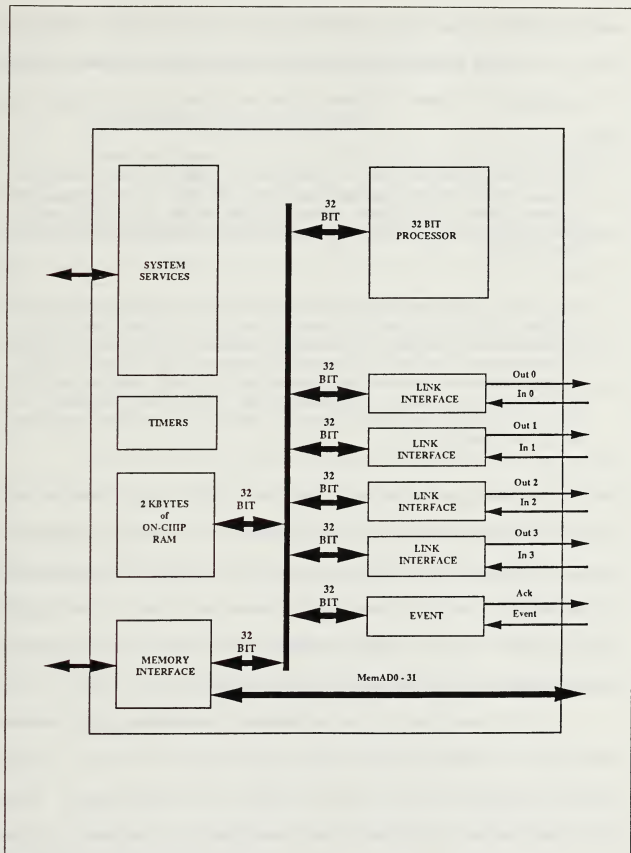 32
BIT
32 BIT
PROCESSOR
SYSTEM
SERVICES
32
BIT
LINK
INTERFACE
Out 0
In 0
TIMERS
32
BIT
LINK
INTERFACE
Out 1
In 1
2 KBYTES
of
ON-CHIP
RAM
32
BIT
32
BIT
LINK
INTERFACE
Out 2
In 2
32
BIT
LINK
INTERFACE
Out 3
In 3
32
BIT
EVENT
Ack
Event
MEMORY
INTERFACE
32
BIT
MemAD0 - 31